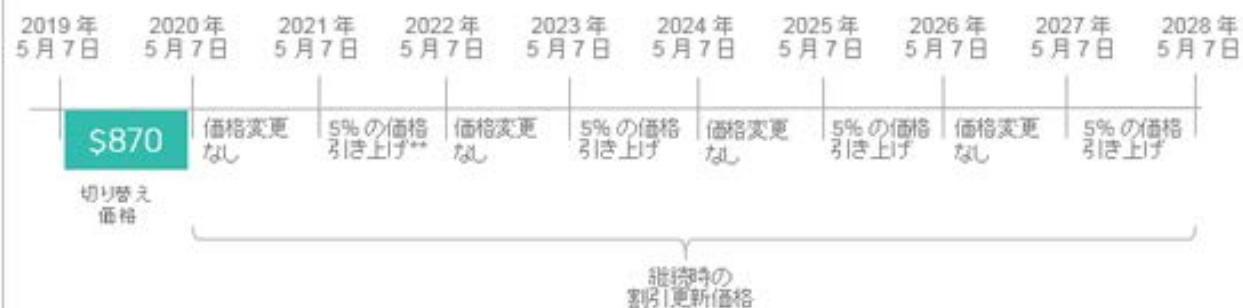 2019 年
5 月 7 日
2020 年
5 月 7 日
2021 年
5 月 7 日
2022 年
5 月 7 日
2023 年
5 月 7 日
2024 年
5 月 7 日
2025 年
5 月 7 日
2026 年
5 月 7 日
2027 年
5 月 7 日
2028 年
5 月 7 日
$870
価格変更
なし
5% の価格
引き上げ**
価格変更
なし
5% の価格
引き上げ
価格変更
なし
5% の価格
引き上げ
価格変更
なし
5% の価格
引き上げ
切り替え
価格
継続時の
割引更新価格